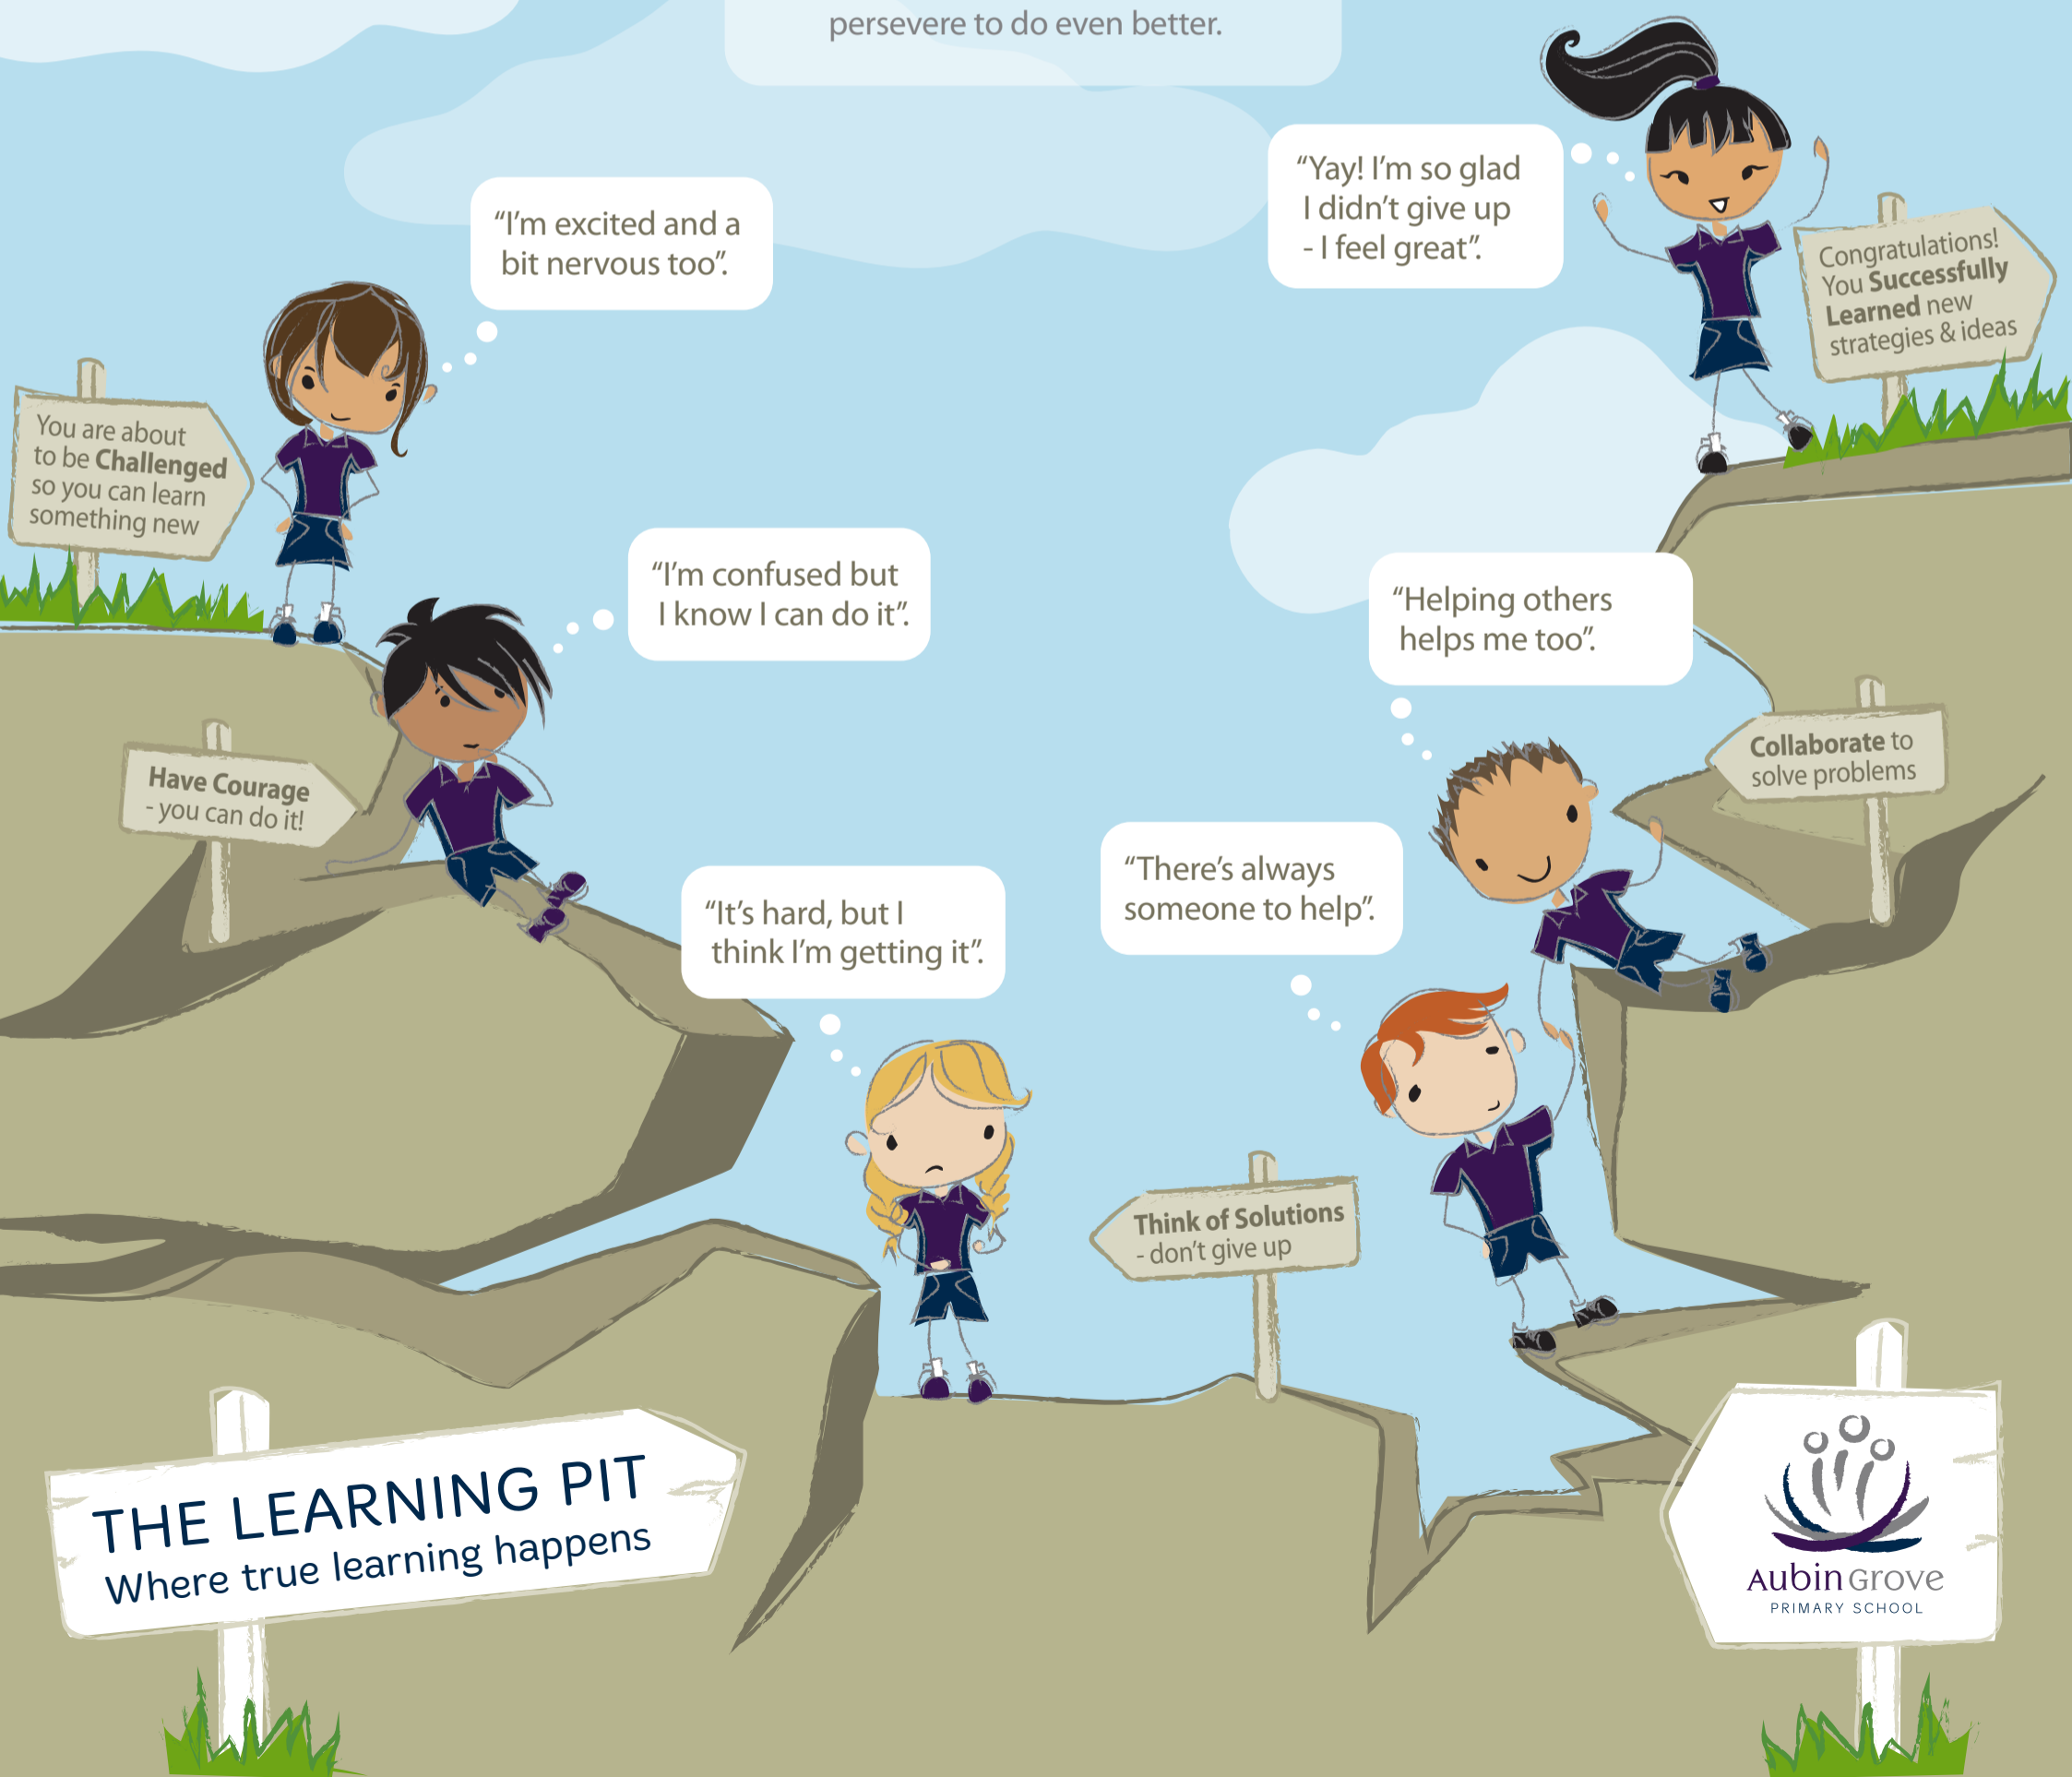 persevere to do even better.
“I’m excited and a
bit nervous too”.
“Yay! I’m so glad
I didn’t give up
- I feel great”.
Congratulations!
You Successfully
Learned new
strategies & ideas
You are about
to be Challenged
so you can learn
something new
“I’m confused but
I know I can do it”.
“Helping others
helps me too”.
Have Courage
- you can do it!
Collaborate to
solve problems
“It’s hard, but I
think I’m getting it”.
“There’s always
someone to help”.
Think of Solutions
- don’t give up
THE LEARNING PIT
Where true learning happens
Aubin Grove
PRIMARY SCHOOL